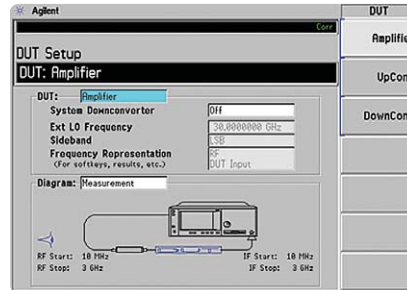 Agilent
DUT
Corr
DUT Setup
DUT: Amplifier
Amplifie
UpCon
DownCon
DUT: Amplifier
System Downconverter Off
Ext LO Frequency 30.0000000 GHz
Sideband LSB
Frequency Representation RF
(For softkeys, results, etc.) DUT Input
Diagram: Measurement
RF Start: 10 MHz IF Start: 10 MHz
RF Stop: 3 GHz IF Stop: 3 GHz